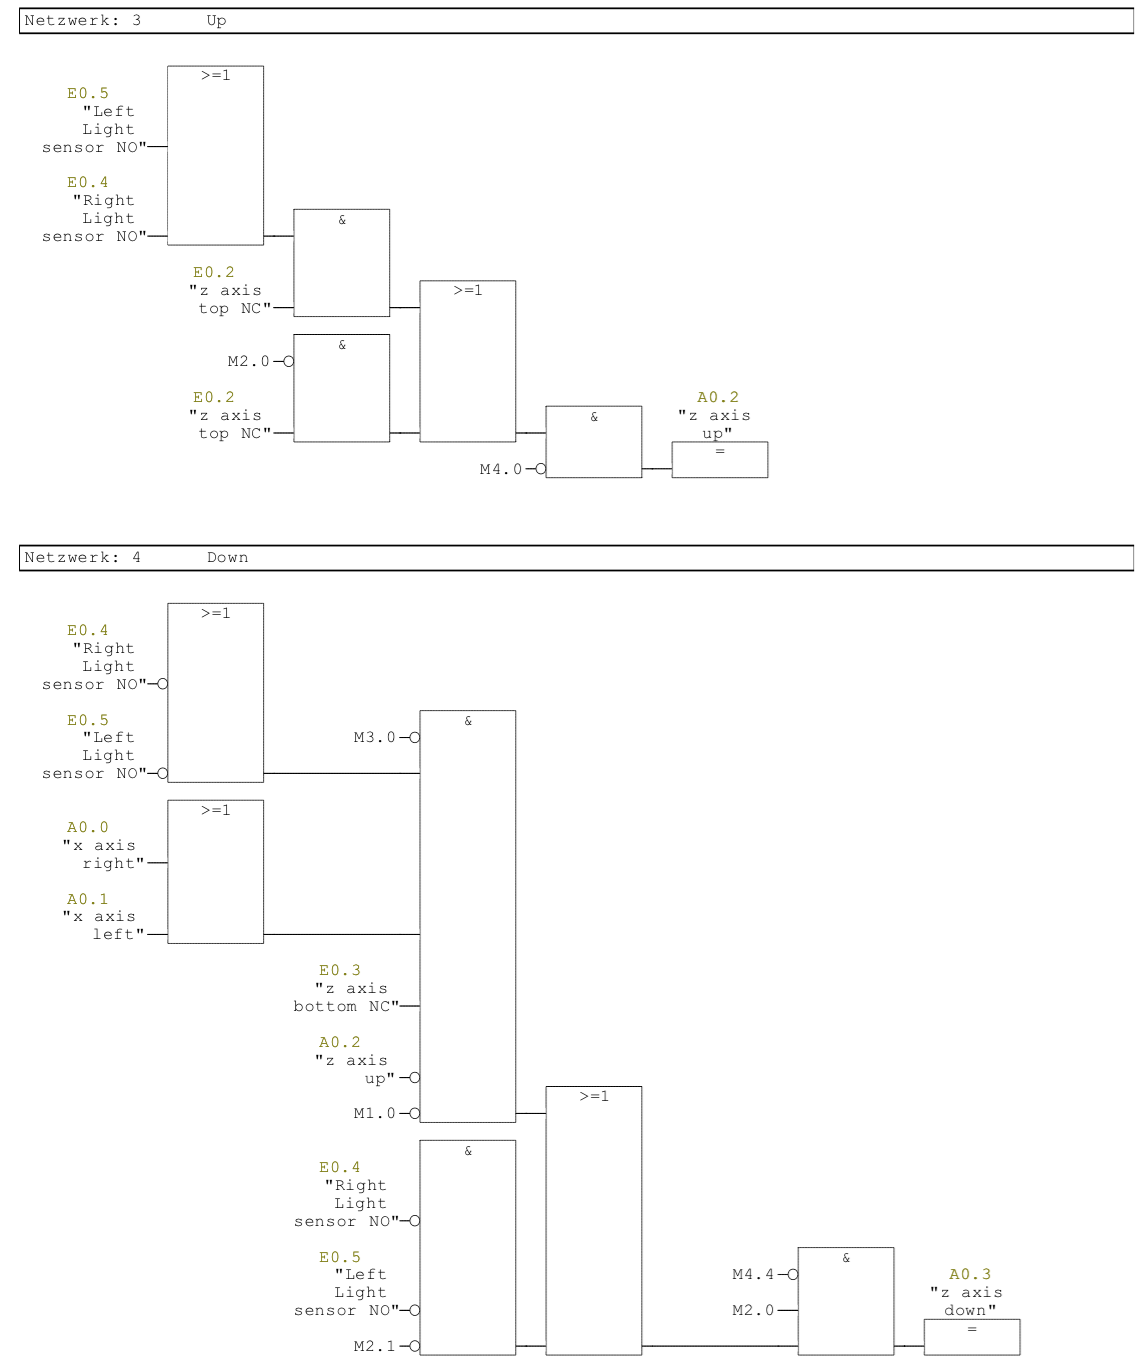 Netzwerk: 3 Up
>=1
E0.5
"Left
Light
sensor NO"
E0.4
"Right
Light
sensor NO"
&
E0.2
"z axis
top NC"
>=1
&
M2.0
E0.2
"z axis
top NC"
&
M4.0
A0.2
"z axis
up"
=
Netzwerk: 4 Down
>=1
E0.4
"Right
Light
sensor NO"
E0.5
"Left
Light
sensor NO"
&
M3.0
>=1
A0.0
"x axis
right"
A0.1
"x axis
left"
E0.3
"z axis
bottom NC"
A0.2
"z axis
up"
M1.0
>=1
&
E0.4
"Right
Light
sensor NO"
E0.5
"Left
Light
sensor NO"
M2.1
&
M4.4
M2.0
A0.3
"z axis
down"
=